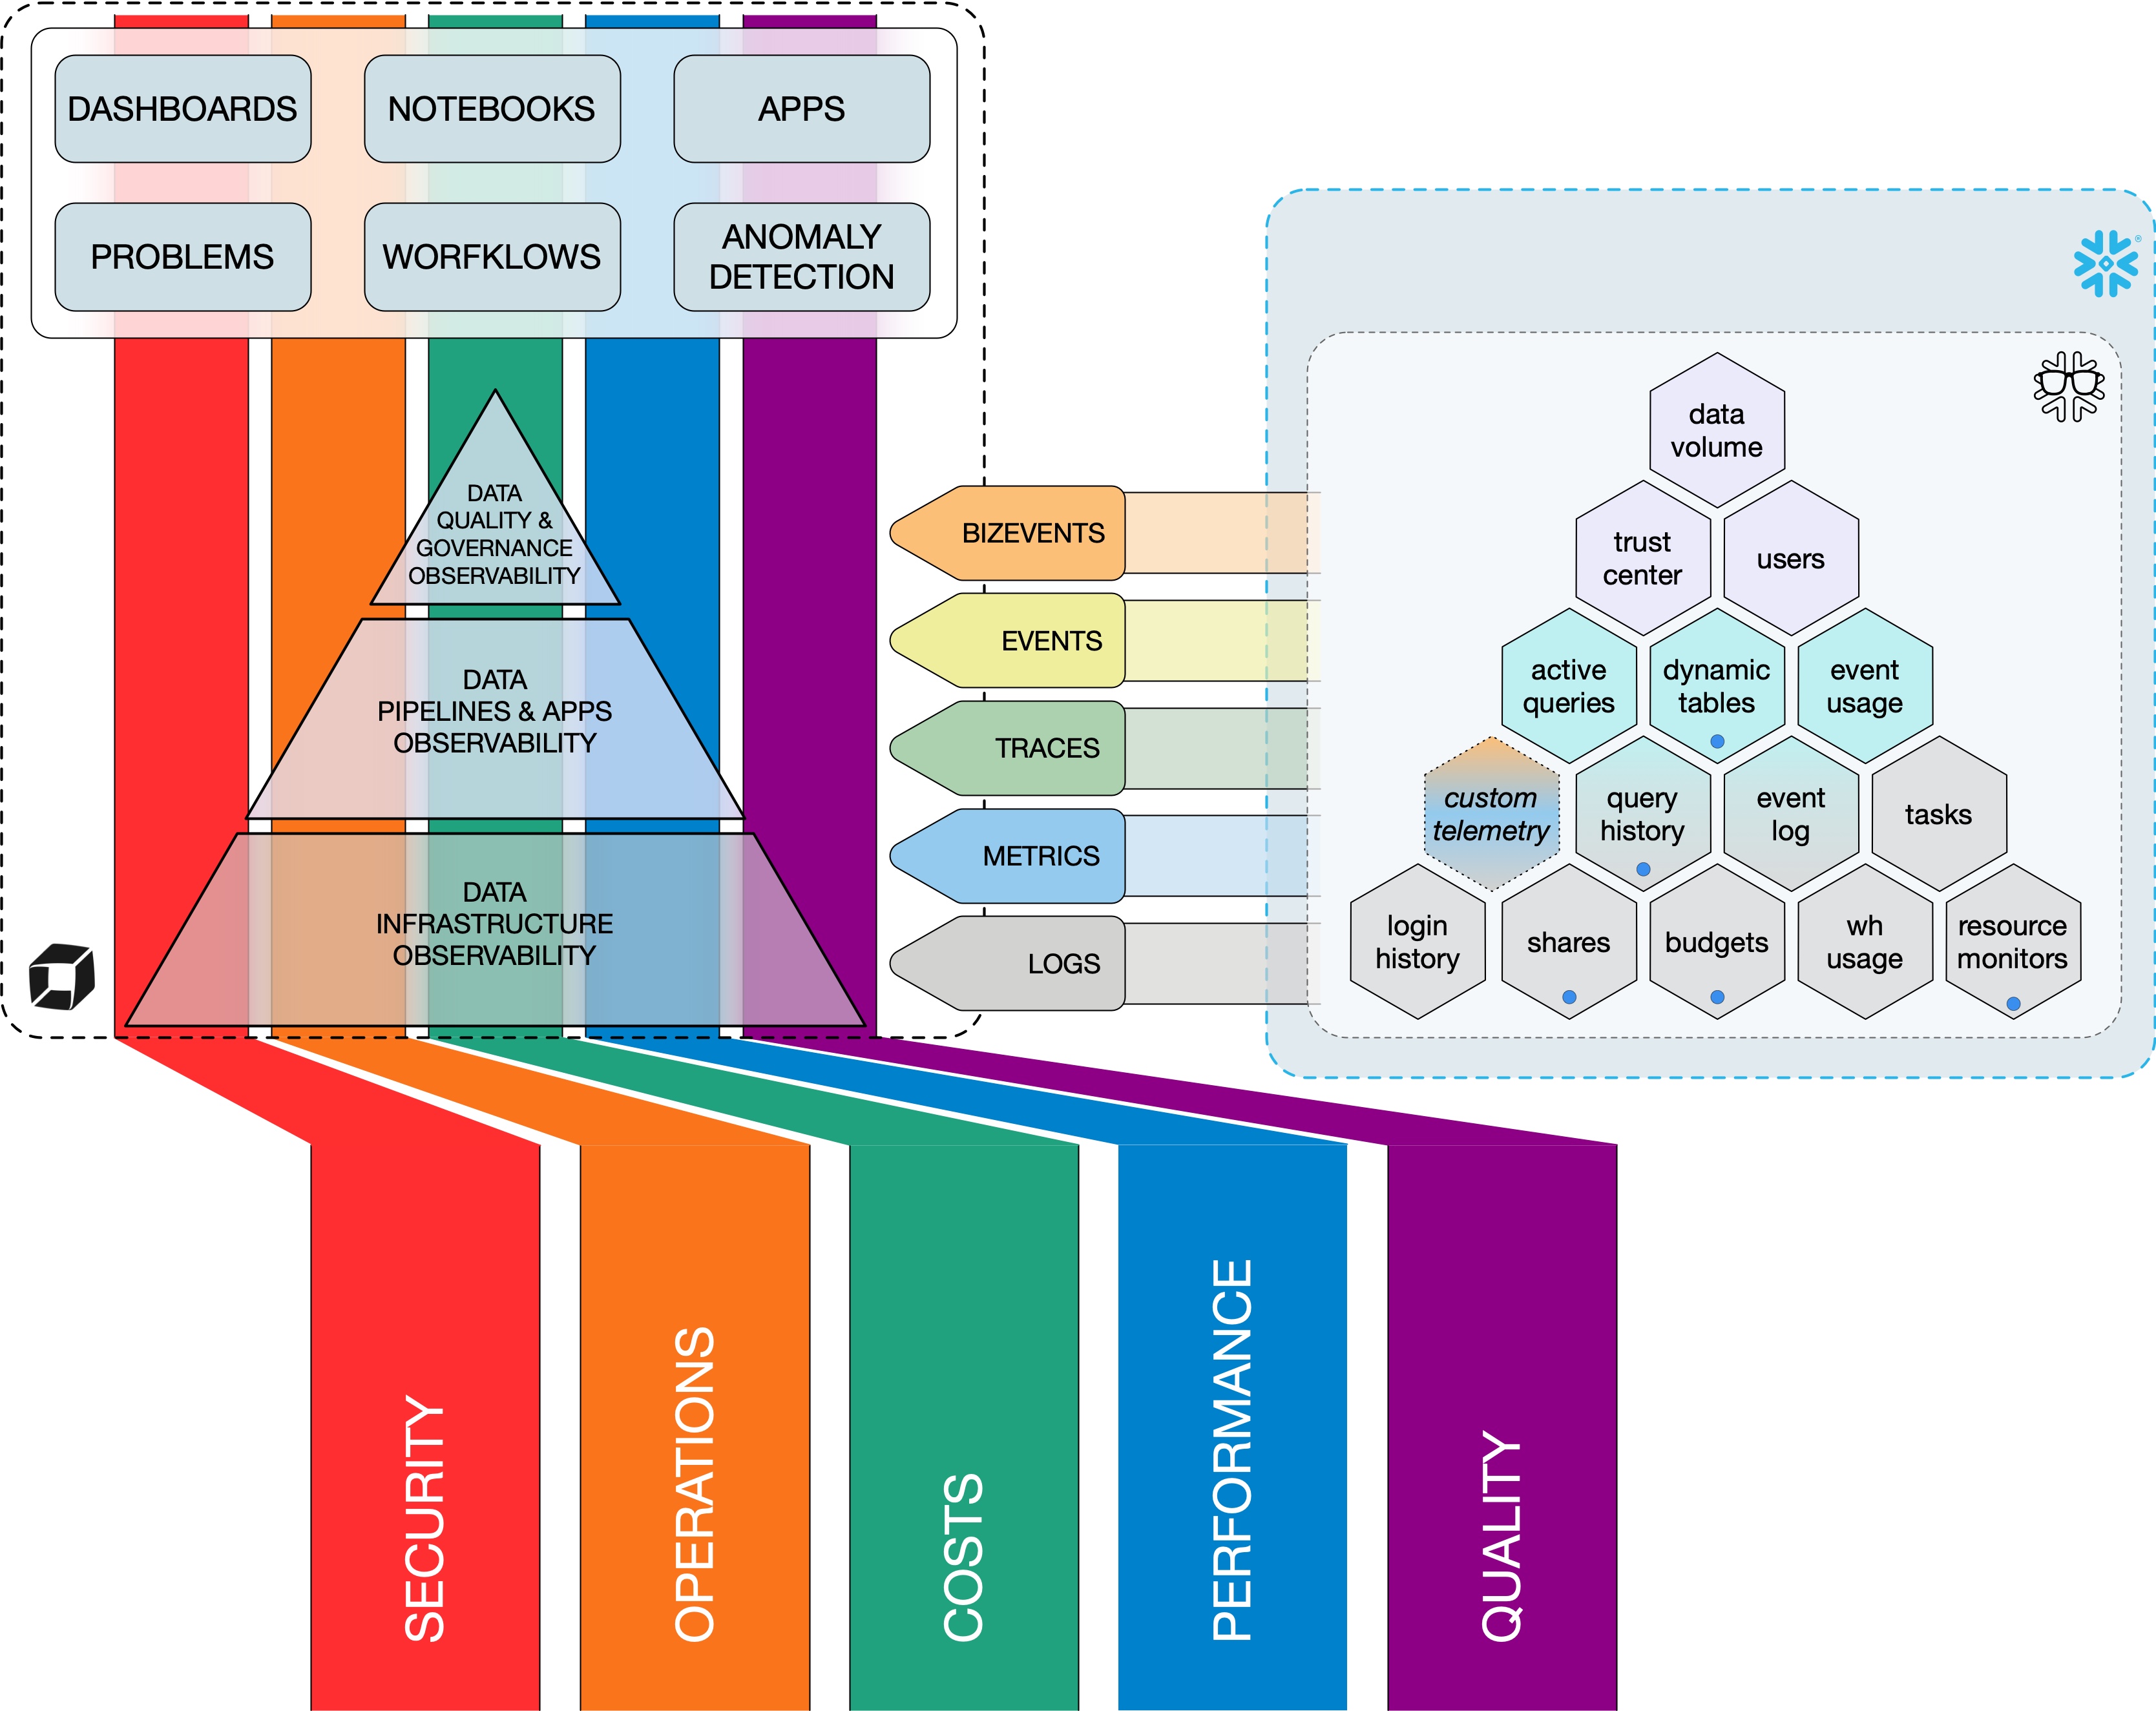 DASHBOARDS
NOTEBOOKS
APPS
PROBLEMS
WORFKLOWS
ANOMALY
DETECTION
DATA
QUALITY &
GOVERNANCE
OBSERVABILITY
DATA
PIPELINES & APPS
OBSERVABILITY
DATA
INFRASTRUCTURE
OBSERVABILITY
BIZEVENTS
EVENTS
TRACES
METRICS
LOGS
®
data
volume
trust
center
users
active
queries
dynamic
tables
event
usage
custom
telemetry
query
history
event
log
tasks
login
history
shares
budgets
wh
usage
resource
monitors
SECURITY
OPERATIONS
COSTS
PERFORMANCE
QUALITY